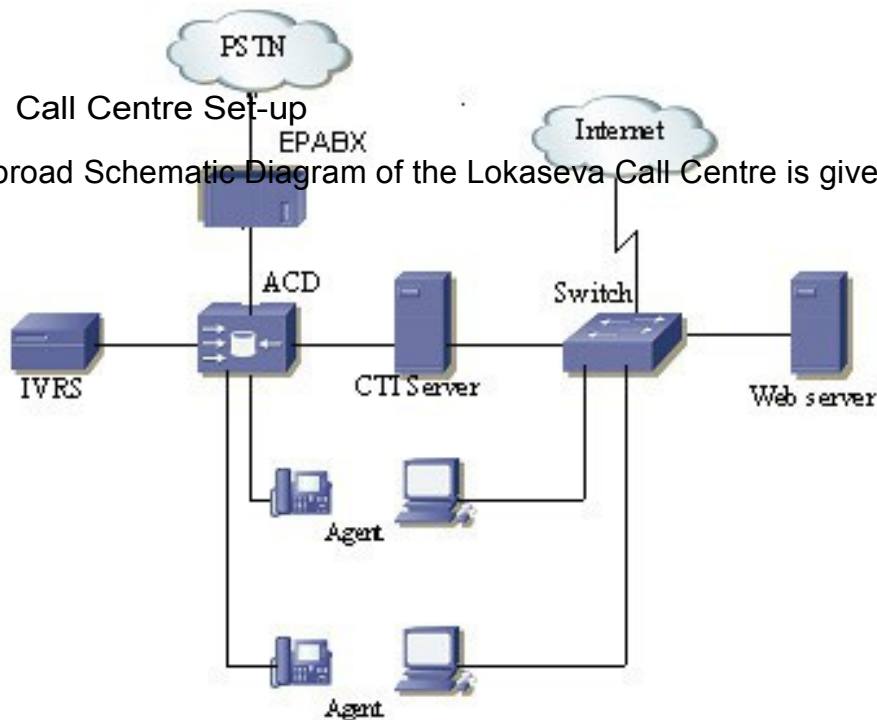 PSTN
Call Centre Set-up
EPABX
Internet
broad Schematic Diagram of the Lokaseva Call Centre is give
ACD
Switch
IVRS
CTI Server
Web server
Agent
Agent